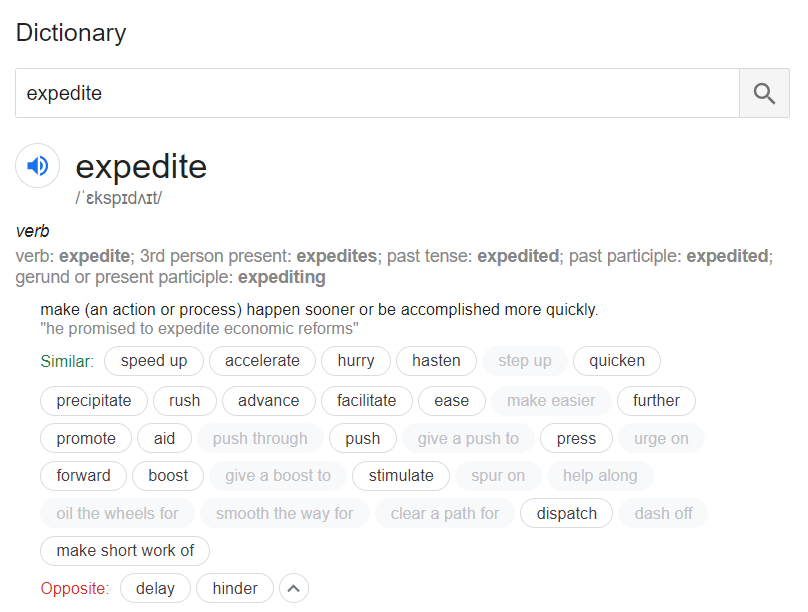 Dictionary
expedite
expedite
/ˈɛkspɪdʌɪt/
verb
verb: expedite; 3rd person present: expedites; past tense: expedited; past participle: expedited;
gerund or present participle: expediting
make (an action or process) happen sooner or be accomplished more quickly.
"he promised to expedite economic reforms"
Similar: speed up accelerate hurry hasten step up quicken
precipitate rush advance facilitate ease make easier further
promote aid push through push give a push to press urge on
forward boost give a boost to stimulate spur on help along
oil the wheels for smooth the way for clear a path for dispatch dash off
make short work of
Opposite: delay hinder